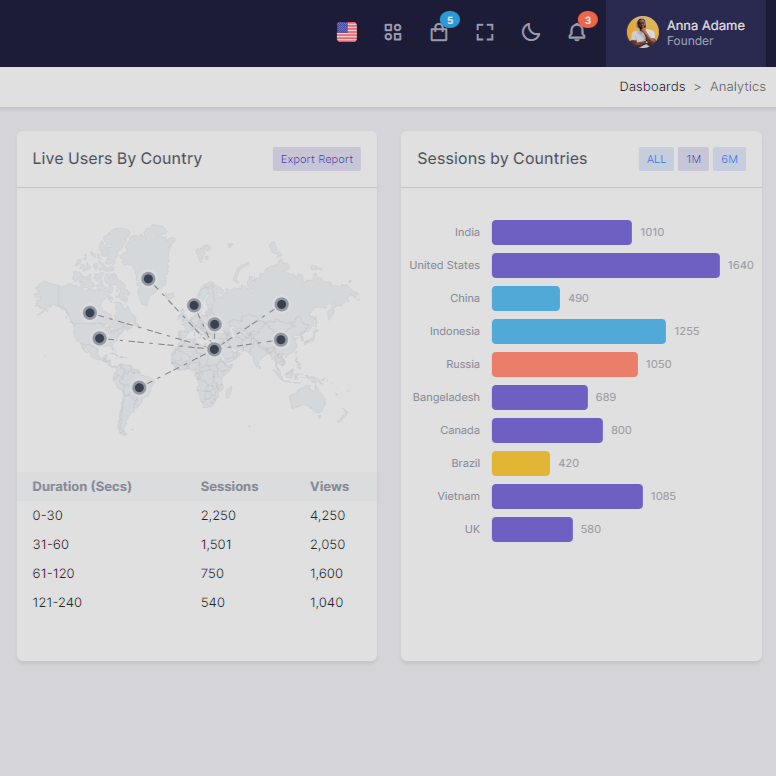 5
3
Anna Adame
Founder
Dasboards > Analytics
Live Users By Country
Export Report
Duration (Secs) Sessions Views
0-30 2,250 4,250
31-60 1,501 2,050
61-120 750 1,600
121-240 540 1,040
Sessions by Countries
ALL 1M 6M
India 1010
United States 1640
China 490
Indonesia 1255
Russia 1050
Bangladesh 689
Canada 800
Brazil 420
Vietnam 1085
UK 580